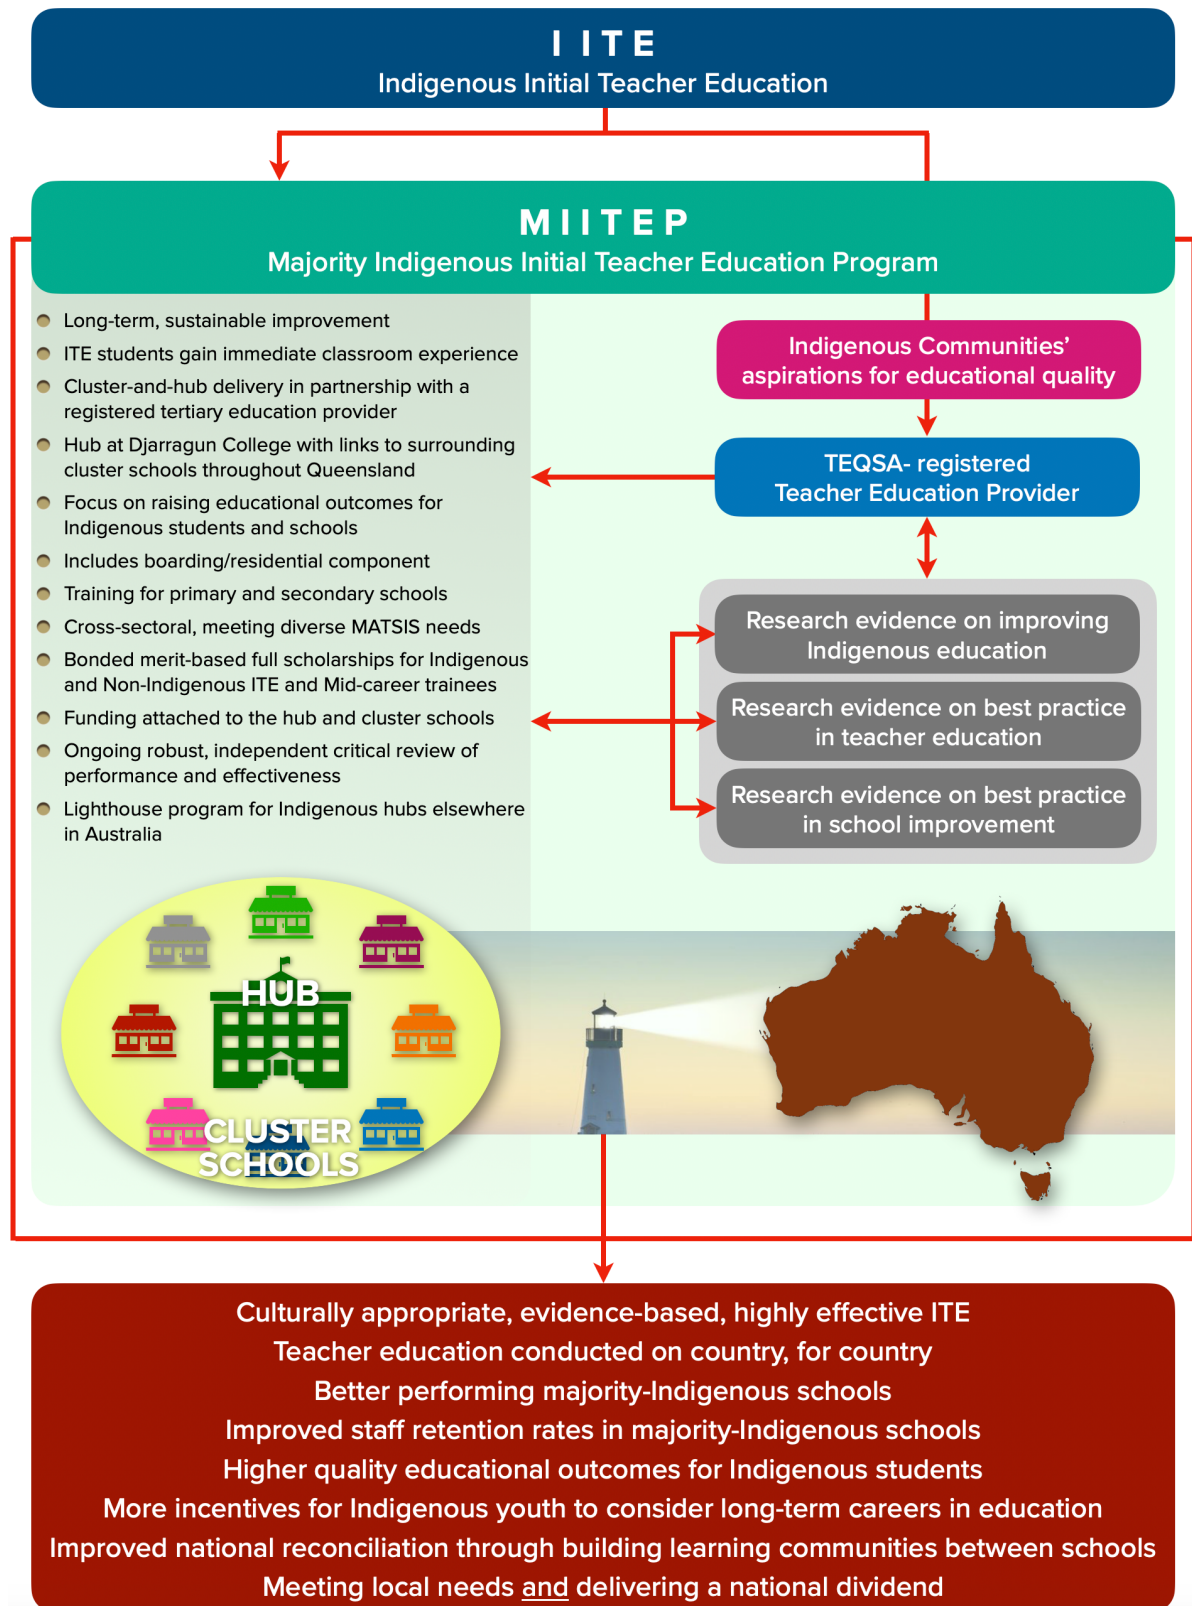 I I T E
Indigenous Initial Teacher Education
M I I T E P
Majority Indigenous Initial Teacher Education Program
Long-term, sustainable improvement
ITE students gain immediate classroom experience
Cluster-and-hub delivery in partnership with a
registered tertiary education provider
Hub at Djarragun College with links to surrounding
cluster schools throughout Queensland
Focus on raising educational outcomes for
Indigenous students and schools
Includes boarding/residential component
Training for primary and secondary schools
Cross-sectoral, meeting diverse MATSIS needs
Bonded merit-based full scholarships for Indigenous
and Non-Indigenous ITE and Mid-career trainees
Funding attached to the hub and cluster schools
Ongoing robust, independent critical review of
performance and effectiveness
Lighthouse program for Indigenous hubs elsewhere
in Australia
Indigenous Communities’
aspirations for educational quality
TEQSA- registered
Teacher Education Provider
Research evidence on improving
Indigenous education
Research evidence on best practice
in teacher education
Research evidence on best practice
in school improvement
HUB
CLUSTER
SCHOOLS
Culturally appropriate, evidence-based, highly effective ITE
Teacher education conducted on country, for country
Better performing majority-Indigenous schools
Improved staff retention rates in majority-Indigenous schools
Higher quality educational outcomes for Indigenous students
More incentives for Indigenous youth to consider long-term careers in education
Improved national reconciliation through building learning communities between schools
Meeting local needs and delivering a national dividend